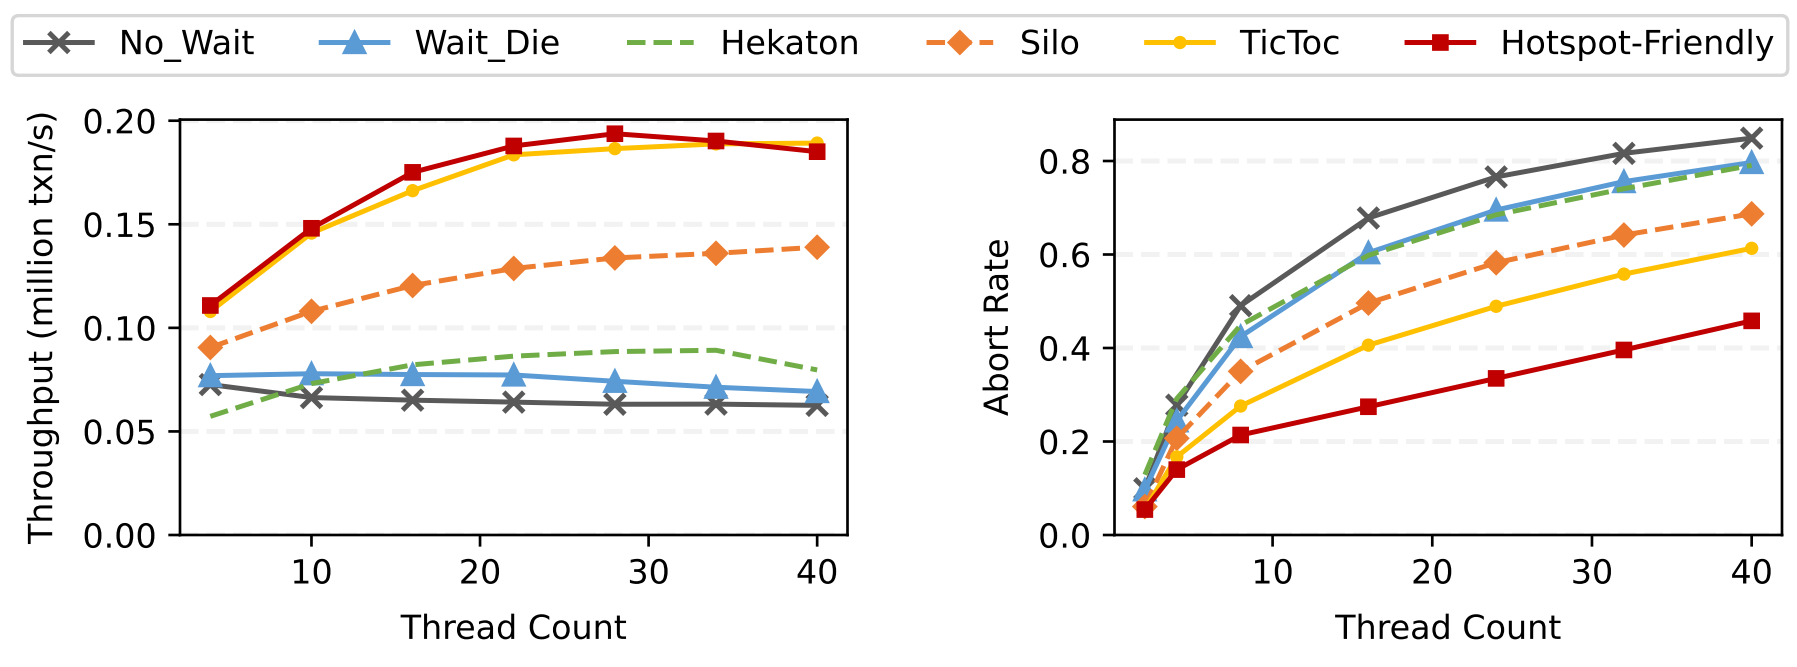 No_Wait Wait_Die Hekaton Silo TicToc Hotspot-Friendly
Throughput (million txn/s)
0.20
0.15
0.10
0.05
0.00
10 20 30 40
Thread Count
Abort Rate
0.8
0.6
0.4
0.2
0.0
10 20 30 40
Thread Count